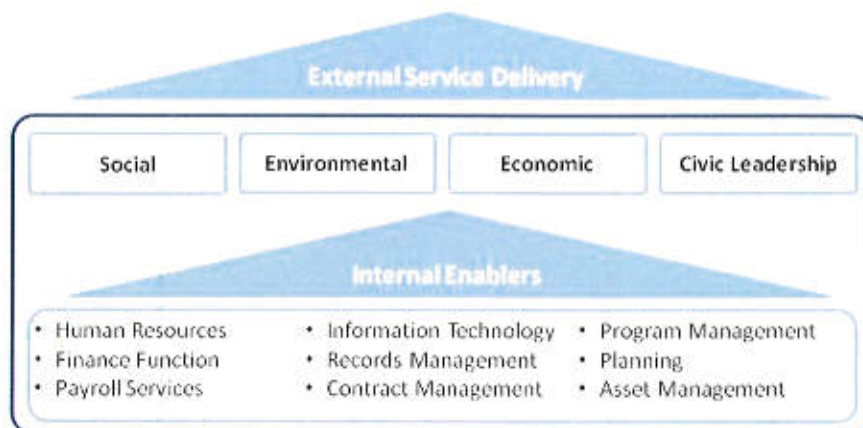 External Service Delivery
Social
Environmental
Economic
Civic Leadership
Internal Enablers
• Human Resources
• Finance Function
• Payroll Services
• Information Technology
• Records Management
• Contract Management
• Program Management
• Planning
• Asset Management